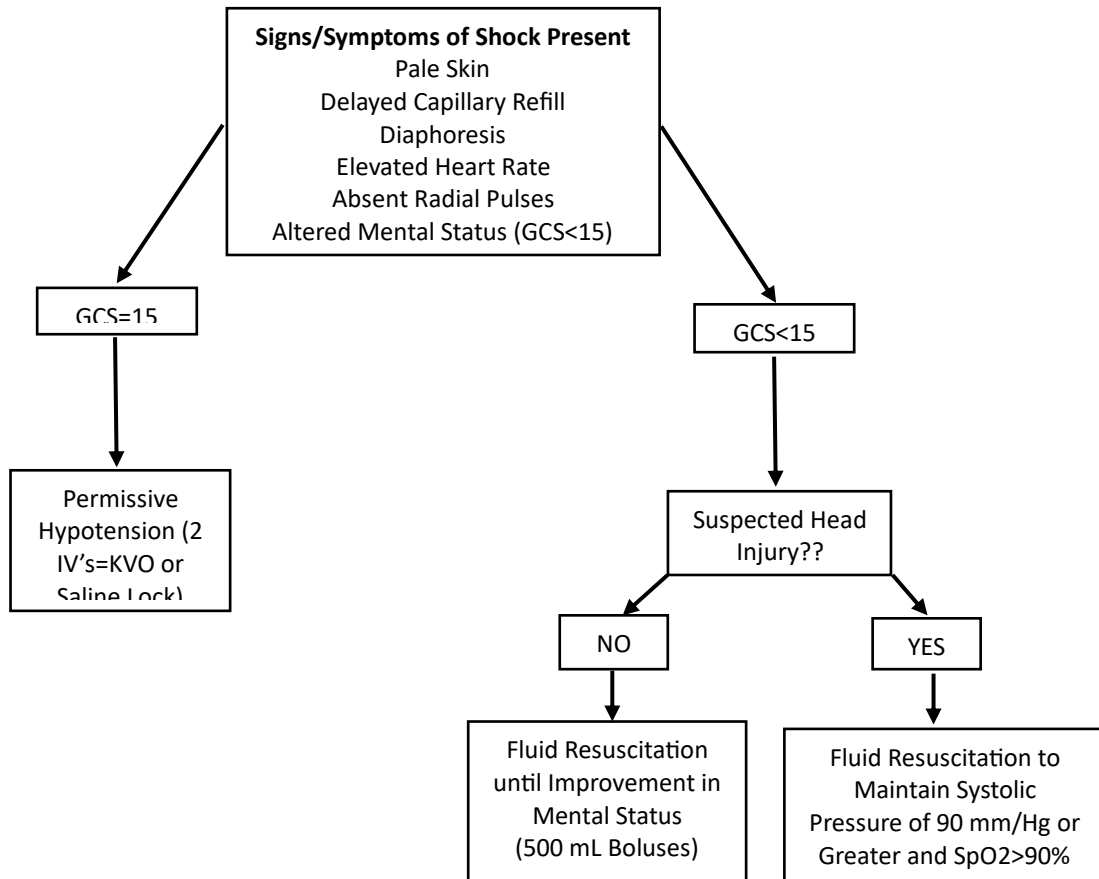 Signs/Symptoms of Shock Present
Pale Skin
Delayed Capillary Refill
Diaphoresis
Elevated Heart Rate
Absent Radial Pulses
Altered Mental Status (GCS<15)
GCS=15
GCS<15
Permissive
Hypotension (2
IV’s=KVO or
Saline Lock)
Suspected Head
Injury??
NO
YES
Fluid Resuscitation
until Improvement in
Mental Status
(500 mL Boluses)
Fluid Resuscitation to
Maintain Systolic
Pressure of 90 mm/Hg or
Greater and SpO2>90%